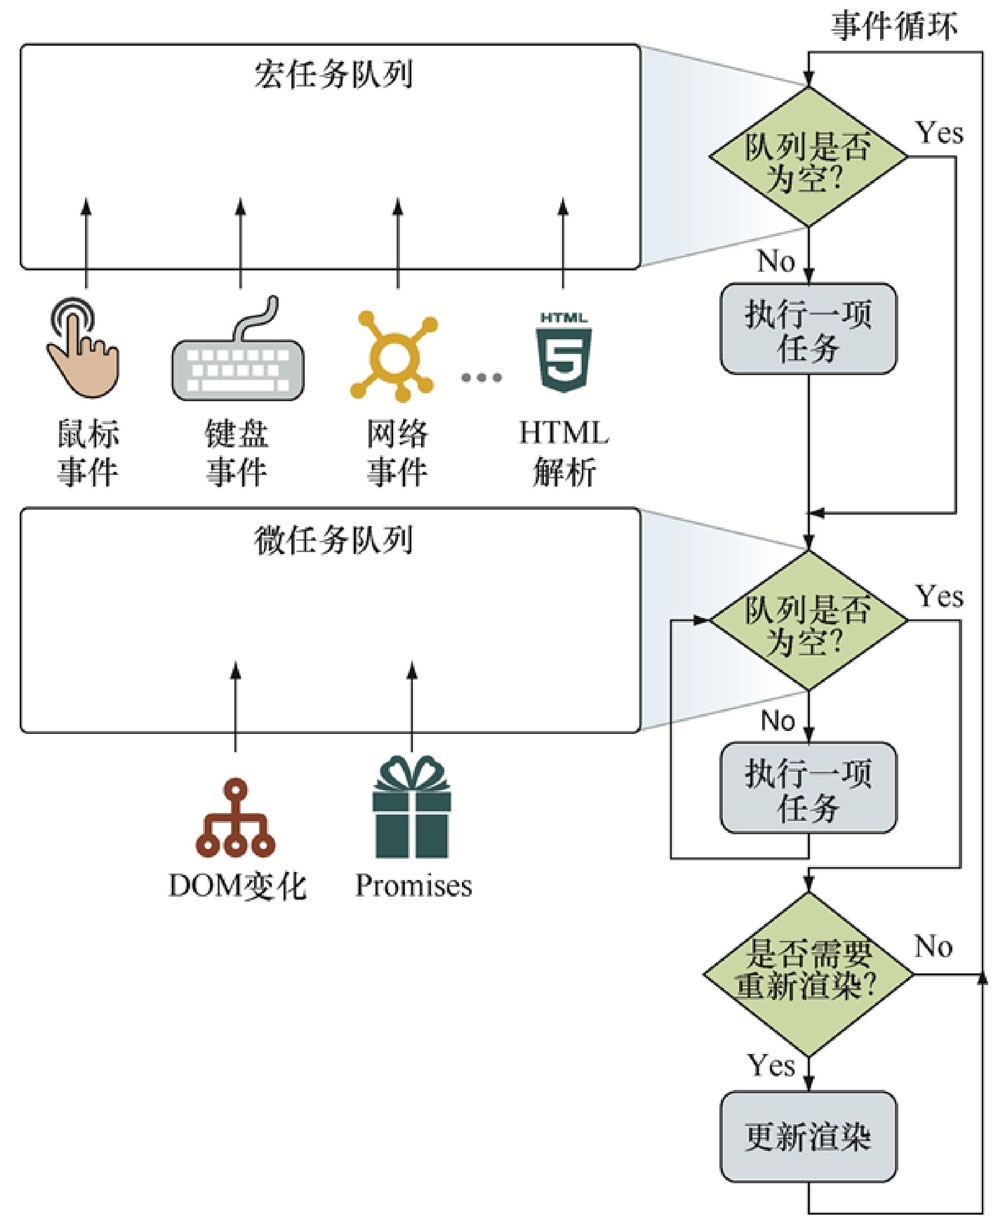 事件循环
宏任务队列
队列是否
为空?
Yes
No
执行一项
任务
鼠标
事件
键盘
事件
网络
事件
HTML
5
HTML
解析
微任务队列
队列是否
为空?
Yes
No
执行一项
任务
DOM变化
Promises
是否需要
重新渲染?
No
Yes
更新渲染